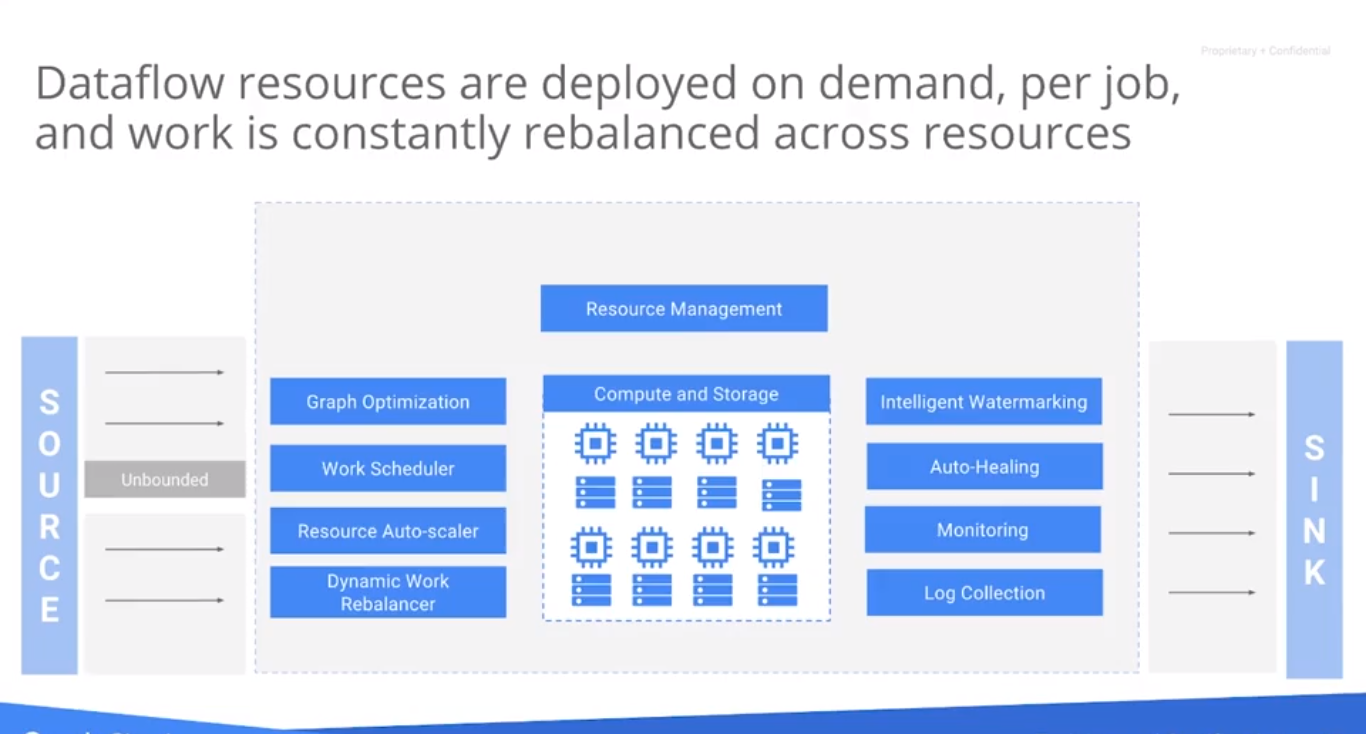 Proprietary + Confidential
Dataflow resources are deployed on demand, per job,
and work is constantly rebalanced across resources
SOURCE
Unbounded
Resource Management
Graph Optimization
Work Scheduler
Resource Auto-scaler
Dynamic Work
Rebalancer
Compute and Storage
Intelligent Watermarking
Auto-Healing
Monitoring
Log Collection
SINK